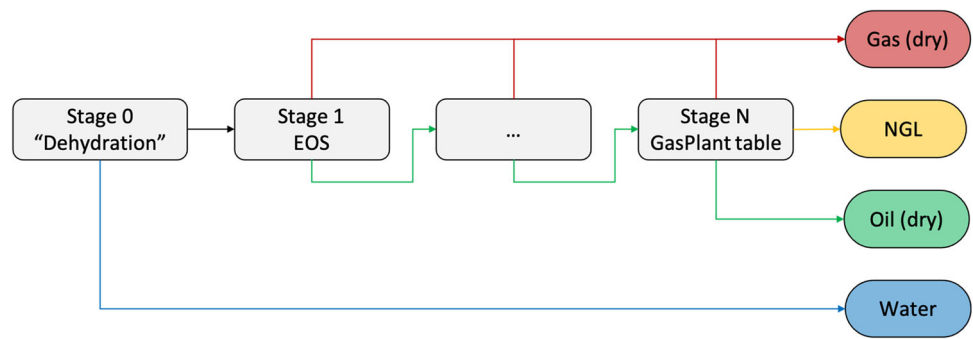 Gas (dry)
Stage 0
“Dehydration”
Stage 1
EOS
...
Stage N
GasPlant table
NGL
Oil (dry)
Water